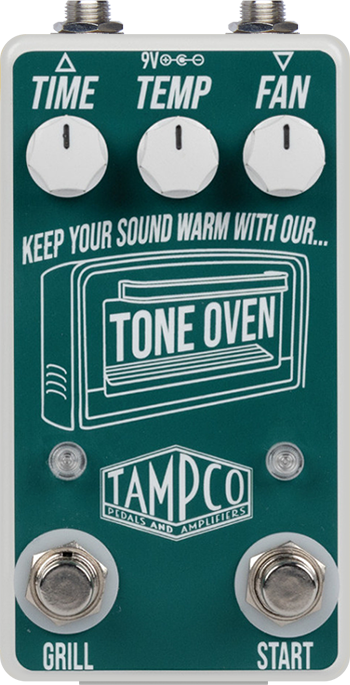 9V
TIME TEMP FAN
KEEP YOUR SOUND WARM WITH OUR...
TONE OVEN
TAMPCO
PEDALS AND AMPLIFIERS
GRILL START